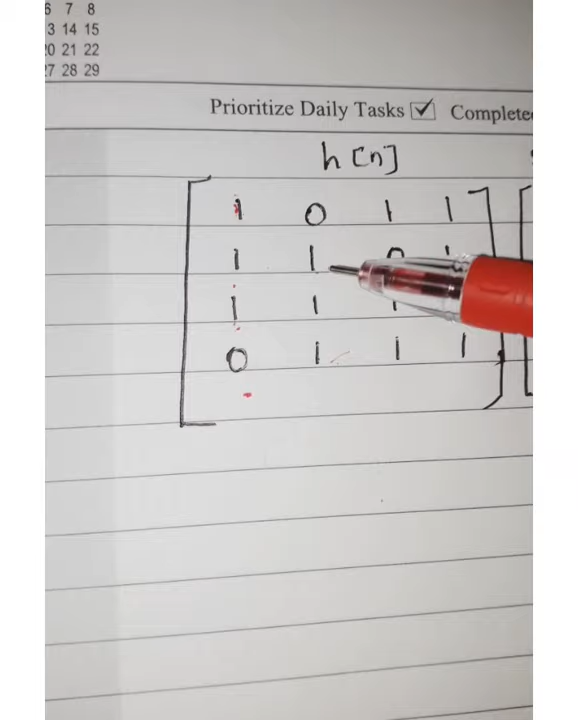 6 7 8
3 14 15
20 21 22
27 28 29
Prioritize Daily Tasks ☑ Complete
h[n]
1 0 1 1
1 1 0 1
1 1 1
0 1 1 1